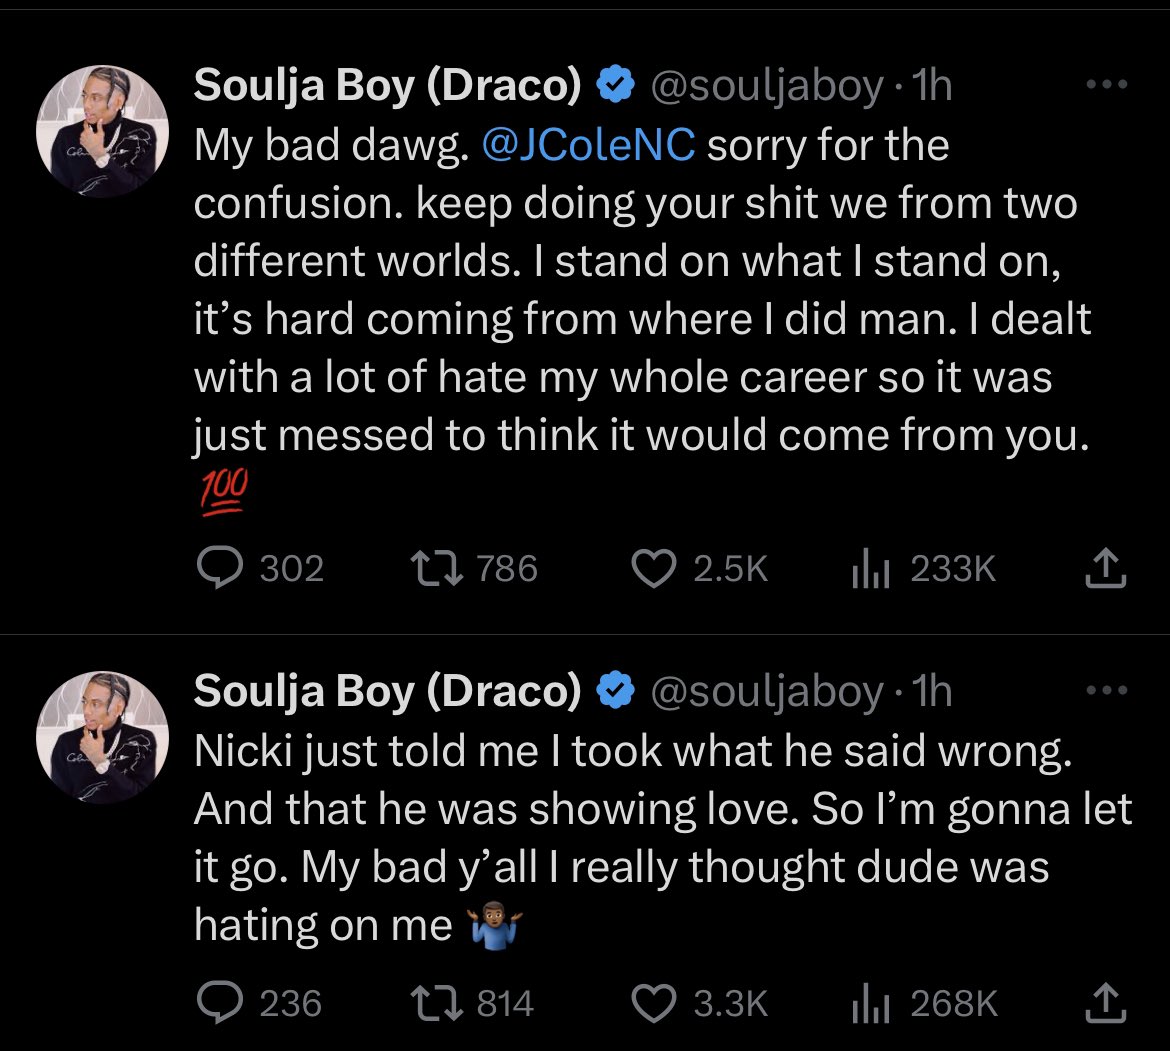 Soulja Boy (Draco) @souljaboy · 1h
My bad dawg. @JColeNC sorry for the
confusion. keep doing your shit we from two
different worlds. I stand on what I stand on,
it’s hard coming from where I did man. I dealt
with a lot of hate my whole career so it was
just messed to think it would come from you.
💯
302 786 2.5K 233K
Soulja Boy (Draco) @souljaboy · 1h
Nicki just told me I took what he said wrong.
And that he was showing love. So I’m gonna let
it go. My bad y’all I really thought dude was
hating on me 🤷🏾‍♂️
236 814 3.3K 268K